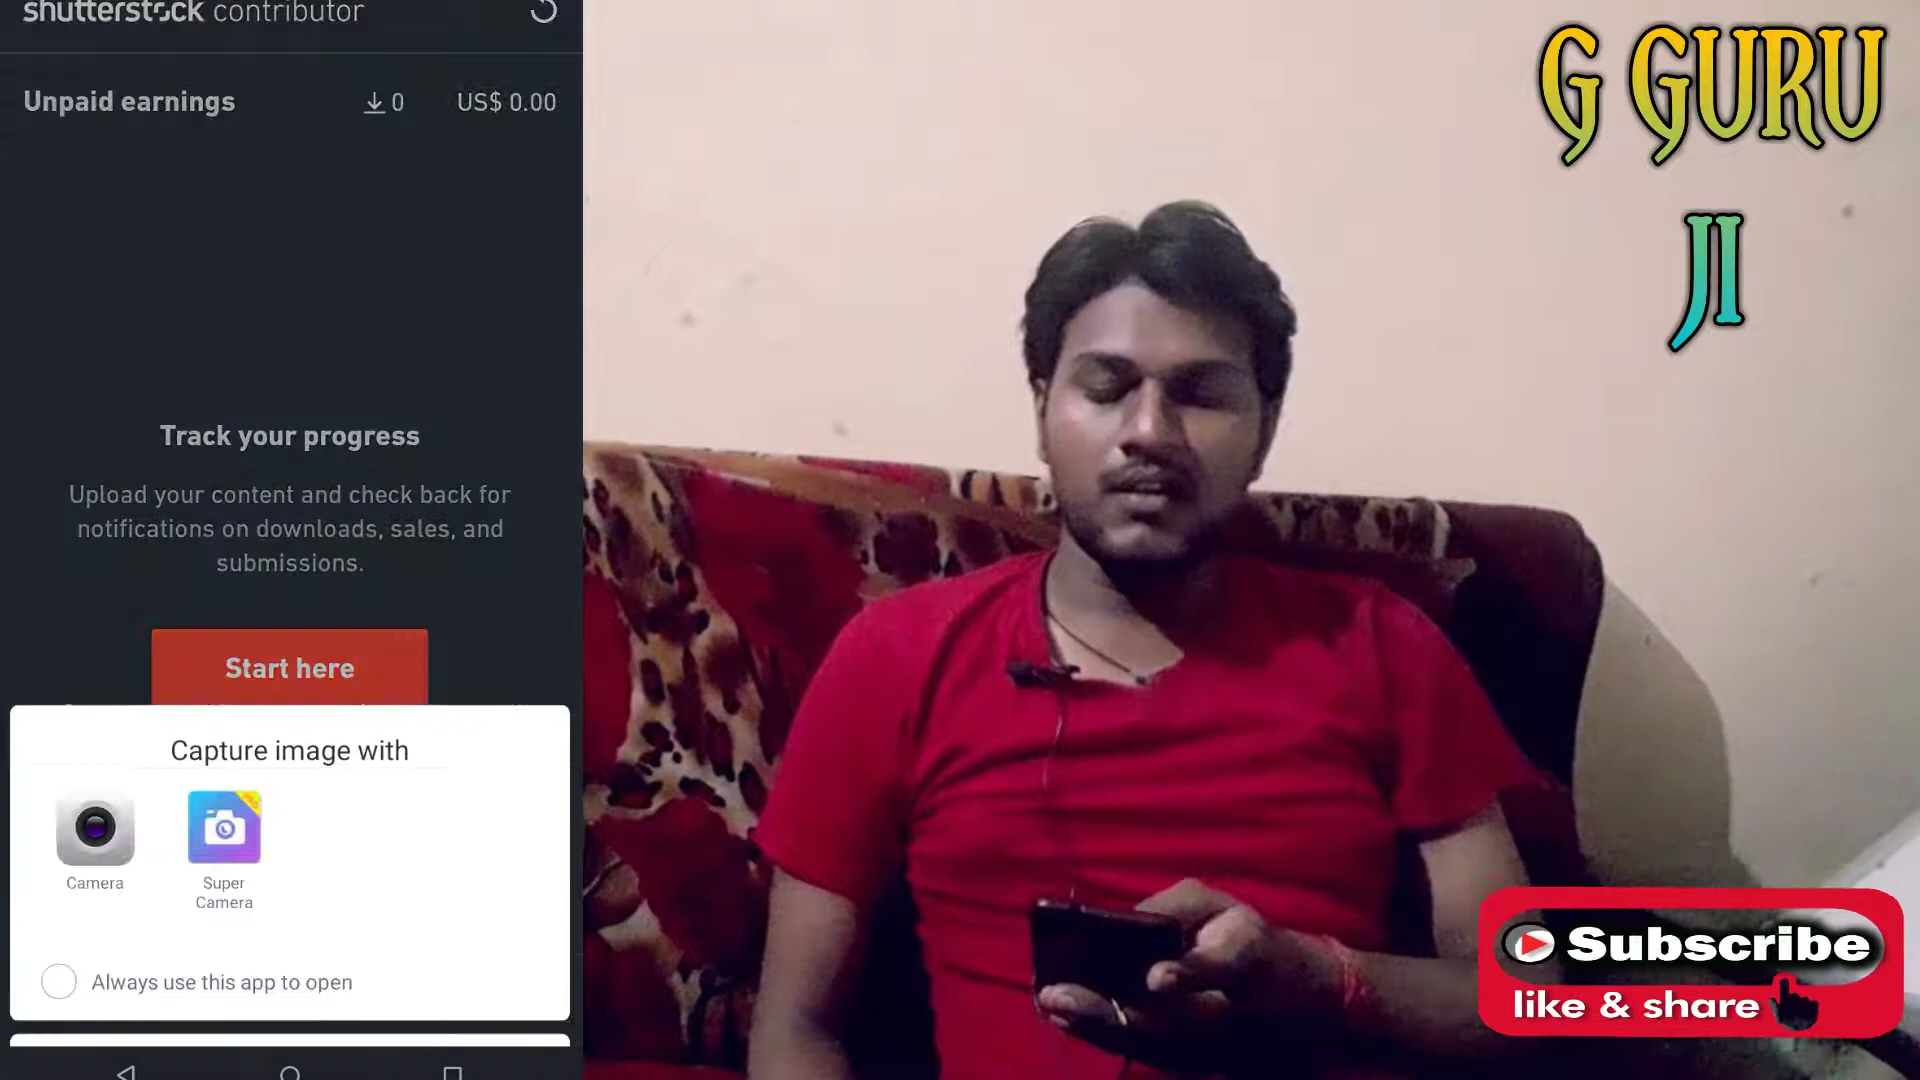 shutterstock contributor
Unpaid earnings 0 US$ 0.00
Track your progress
Upload your content and check back for
notifications on downloads, sales, and
submissions.
Start here
Capture image with
Camera
Super
Camera
Always use this app to open
G GURU
JI
Subscribe
like & share